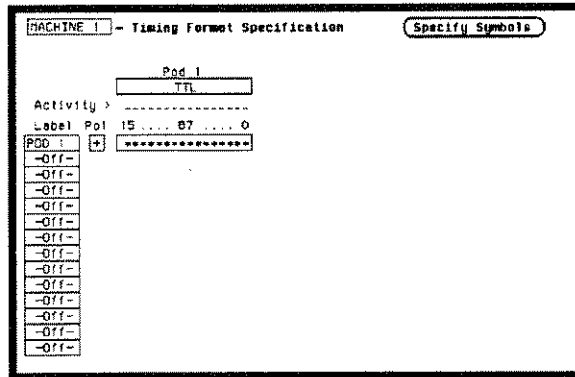 MACHINE 1 - Timing Format Specification Specify Symbols
Pod 1
TTL
Activity > ----------------
Label Pol 15 .... 87 .... 0
POD 1 + ****************
-Off-
-Off-
-Off-
-Off-
-Off-
-Off-
-Off-
-Off-
-Off-
-Off-
-Off-
-Off-
-Off-